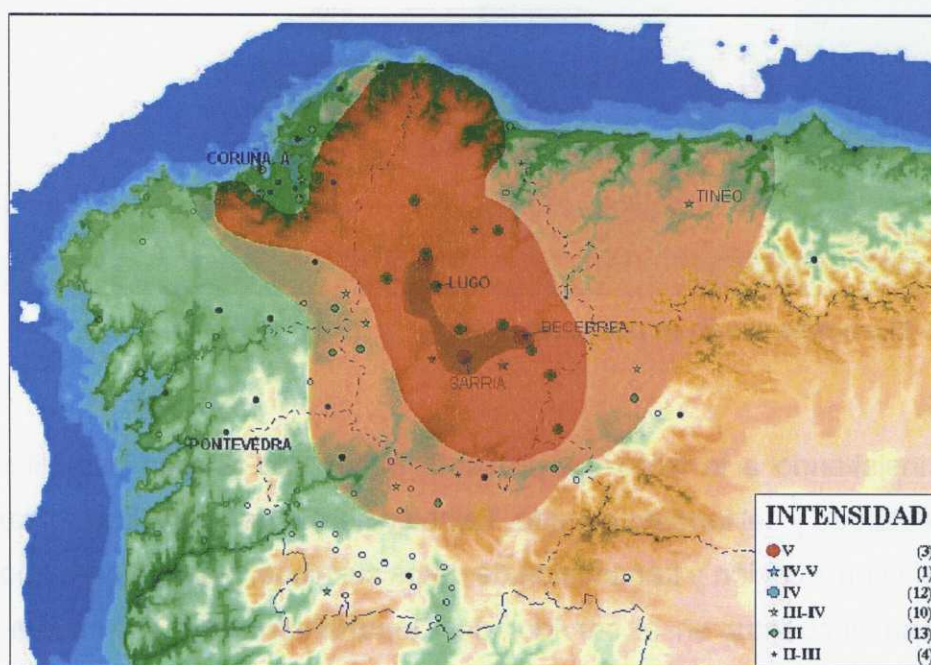 CORUÑA, A
TINEO
LUGO
BECERREA
SARRIA
PONTEVEDRA
INTENSIDAD
V (3)
IV-V (1)
IV (12)
III-IV (10)
III (13)
II-III (4)